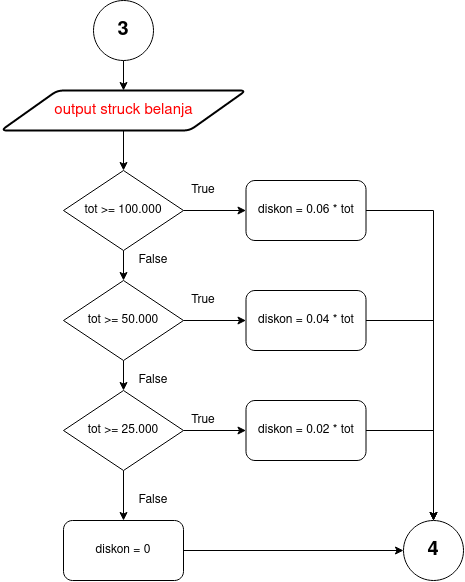 3
output struck belanja
True
tot >= 100.000
diskon = 0.06 * tot
False
True
tot >= 50.000
diskon = 0.04 * tot
False
True
tot >= 25.000
diskon = 0.02 * tot
False
diskon = 0
4